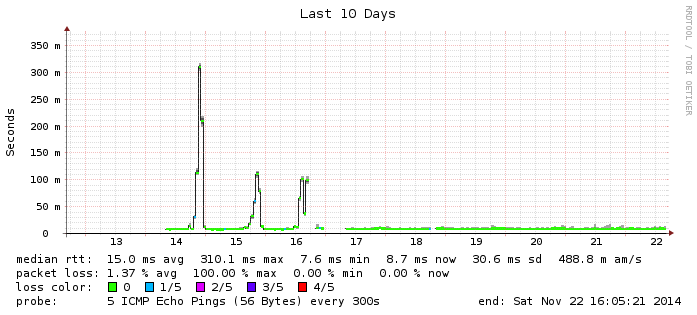 Last 10 Days
RRDTOOL / TOBI OETIKER
Seconds
350 m
300 m
250 m
200 m
150 m
100 m
50 m
0
13 14 15 16 17 18 19 20 21 22
median rtt: 15.0 ms avg 310.1 ms max 7.6 ms min 8.7 ms now 30.6 ms sd 488.8 m am/s
packet loss: 1.37 % avg 100.00 % max 0.00 % min 0.00 % now
loss color: 0 1/5 2/5 3/5 4/5
probe: 5 ICMP Echo Pings (56 Bytes) every 300s end: Sat Nov 22 16:05:21 2014